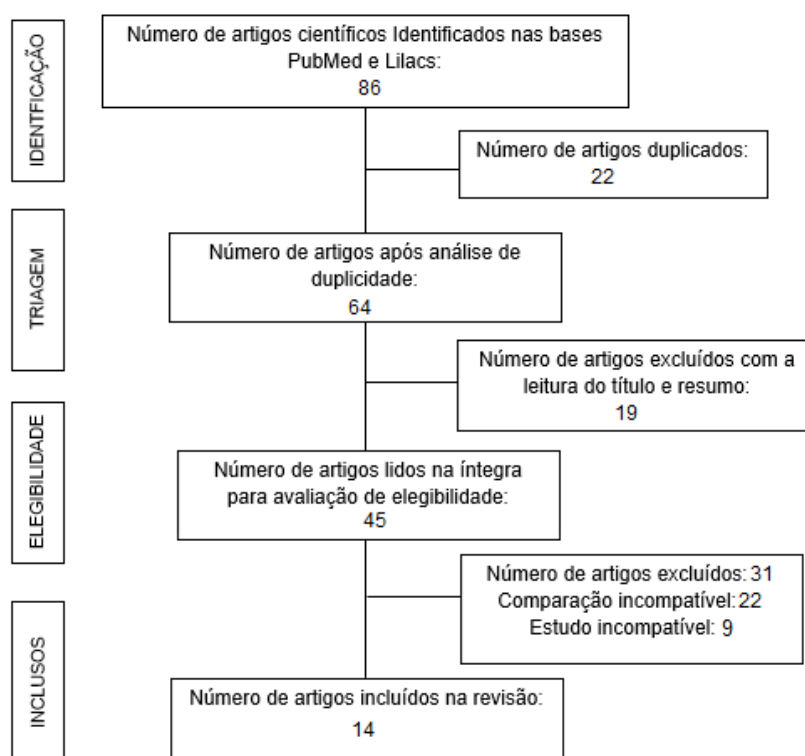 IDENTFICAÇÃO
Número de artigos científicos Identificados nas bases
PubMed e Lilacs:
86
Número de artigos duplicados:
22
TRIAGEM
Número de artigos após análise de
duplicidade:
64
Número de artigos excluídos com a
leitura do título e resumo:
19
ELEGIBILIDADE
Número de artigos lidos na íntegra
para avaliação de elegibilidade:
45
Número de artigos excluídos: 31
Comparação incompatível: 22
Estudo incompatível: 9
INCLUSOS
Número de artigos incluídos na revisão:
14